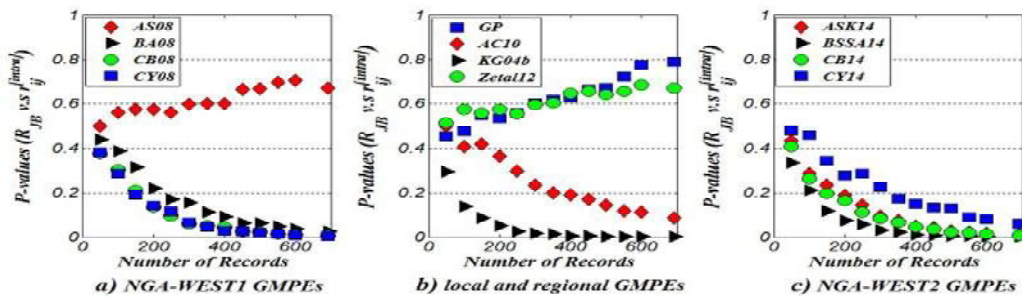 P-values (R_JB v.s r_ij^[intra])
1
0.8
0.6
0.4
0.2
0
AS08
BA08
CB08
CY08
0 200 400 600
Number of Records
a) NGA-WEST1 GMPEs
P-values (R_JB v.s r_ij^[intra])
1
0.8
0.6
0.4
0.2
0
GP
AC10
KG04b
Zetal12
0 200 400 600
Number of Records
b) local and regional GMPEs
P-values (R_JB v.s r_ij^[intra])
1
0.8
0.6
0.4
0.2
0
ASK14
BSSA14
CB14
CY14
0 200 400 600
Number of Records
c) NGA-WEST2 GMPEs